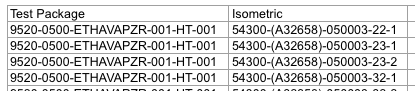 Test Package Isometric
9520-0500-ETHAVAPZR-001-HT-001 54300-(A32658)-050003-22-1
9520-0500-ETHAVAPZR-001-HT-001 54300-(A32658)-050003-23-1
9520-0500-ETHAVAPZR-001-HT-001 54300-(A32658)-050003-23-2
9520-0500-ETHAVAPZR-001-HT-001 54300-(A32658)-050003-32-1